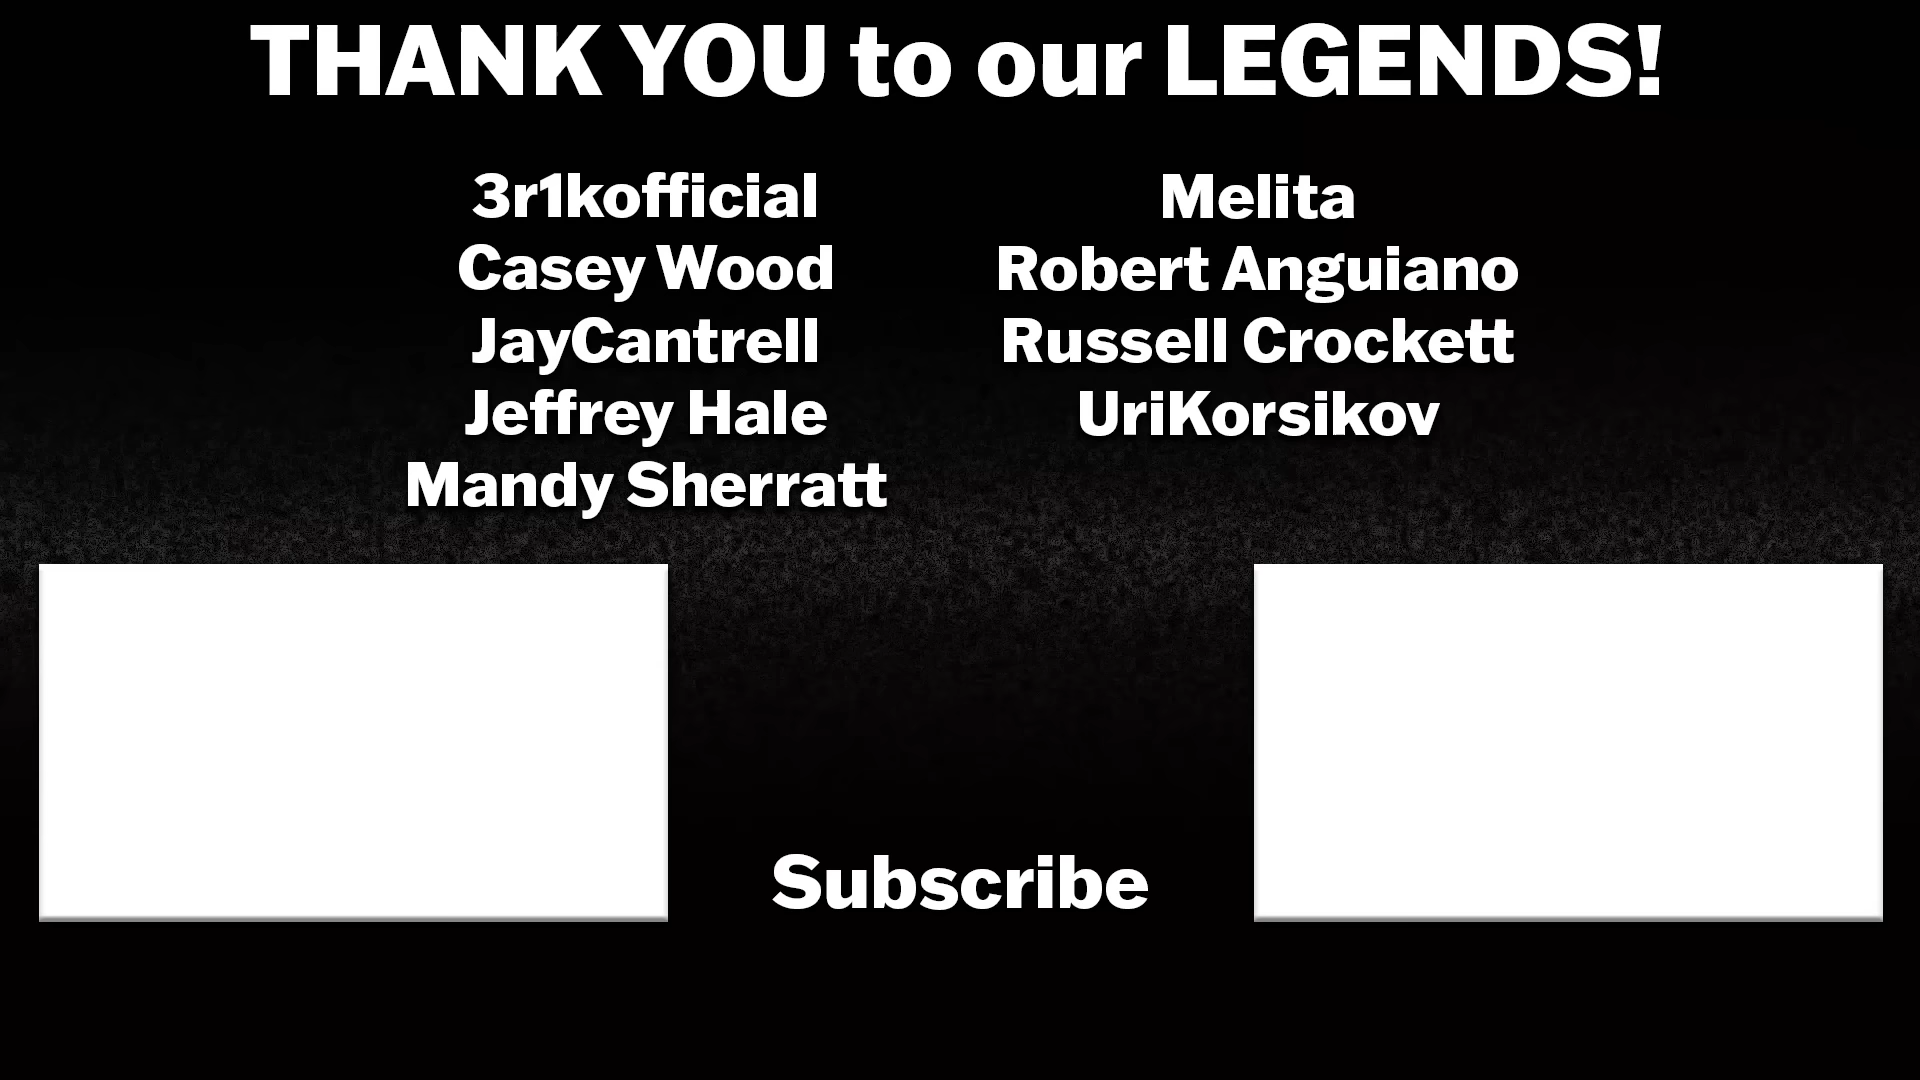 THANK YOU to our LEGENDS!
3r1kofficial
Casey Wood
JayCantrell
Jeffrey Hale
Mandy Sherratt
Melita
Robert Anguiano
Russell Crockett
UriKorsikov
Subscribe